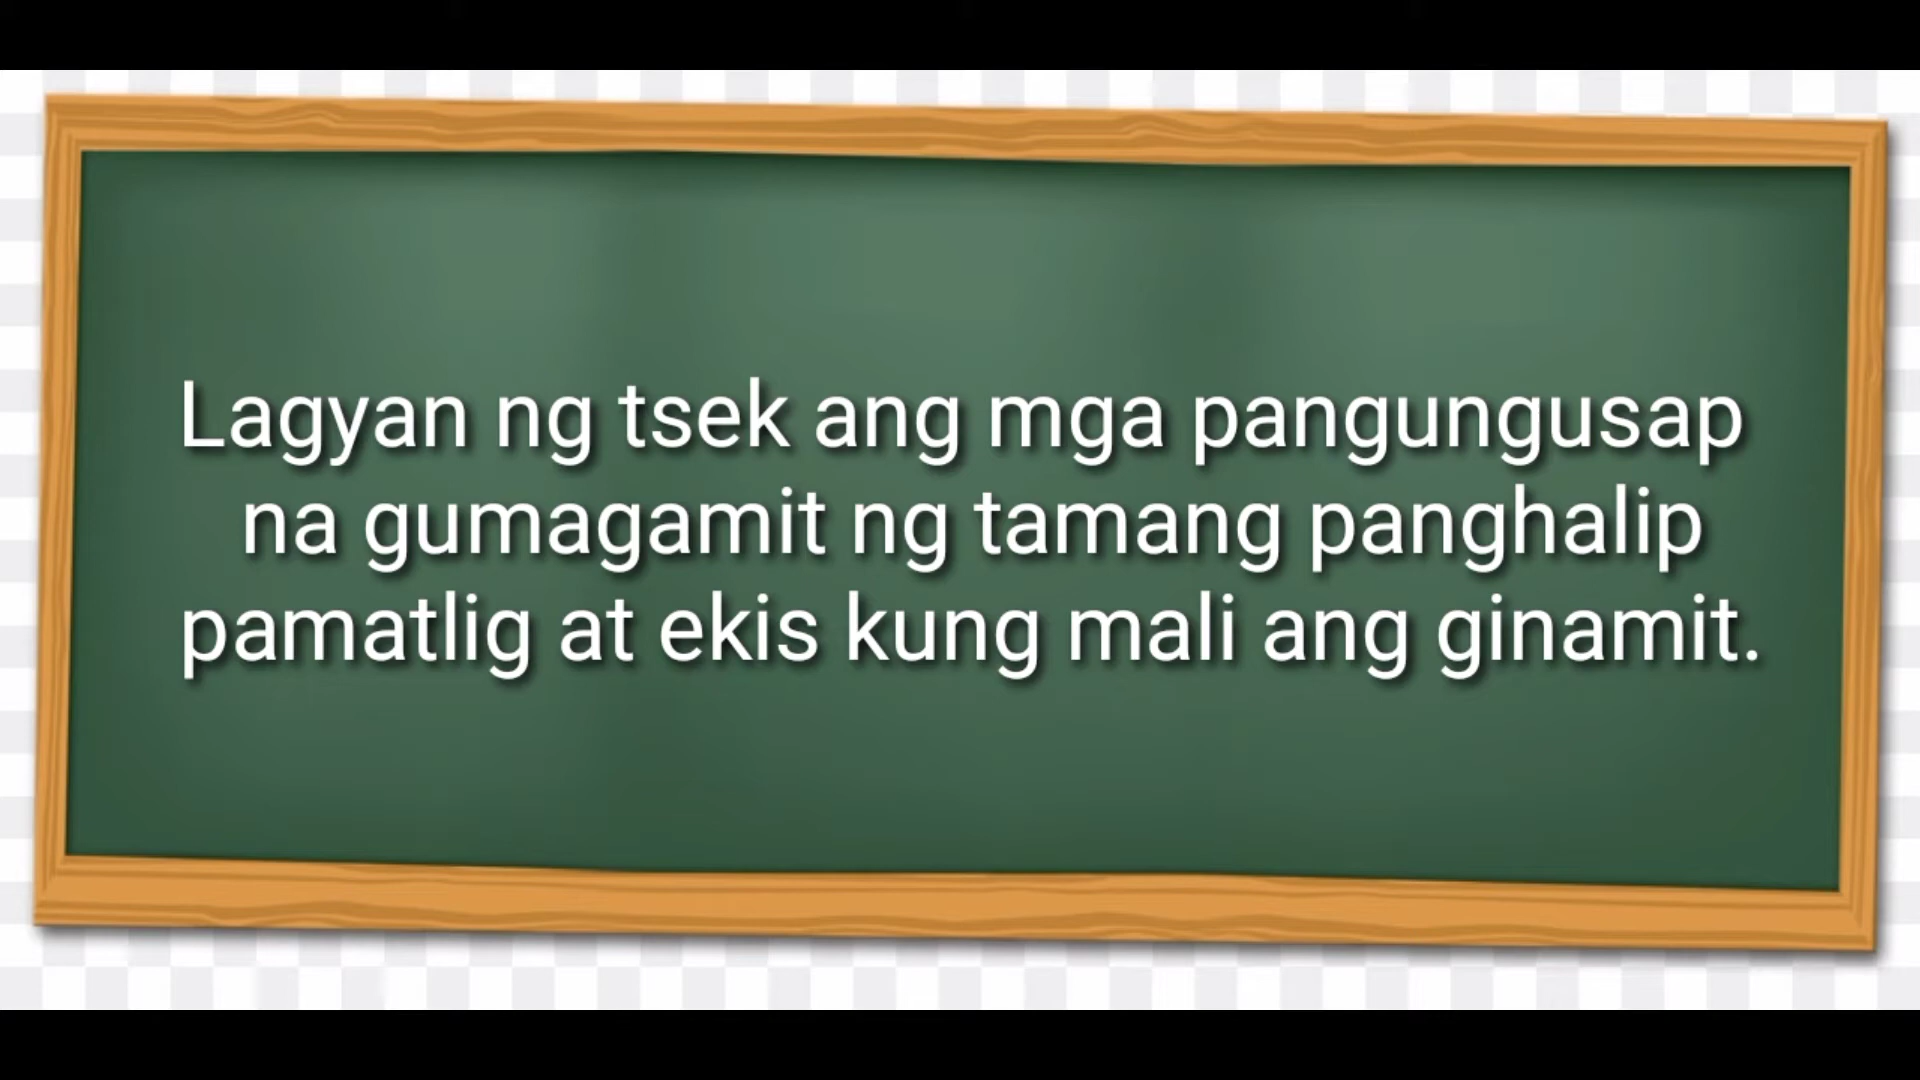 Lagyan ng tsek ang mga pangungusap
na gumagamit ng tamang panghalip
pamatlig at ekis kung mali ang ginamit.